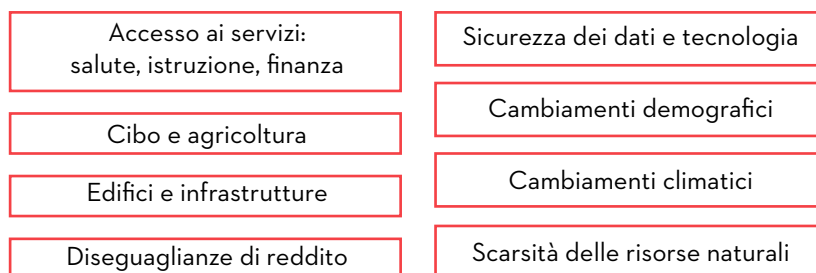 Accesso ai servizi:
salute, istruzione, finanza
Cibo e agricoltura
Edifici e infrastrutture
Diseguaglianze di reddito
Sicurezza dei dati e tecnologia
Cambiamenti demografici
Cambiamenti climatici
Scarsità delle risorse naturali